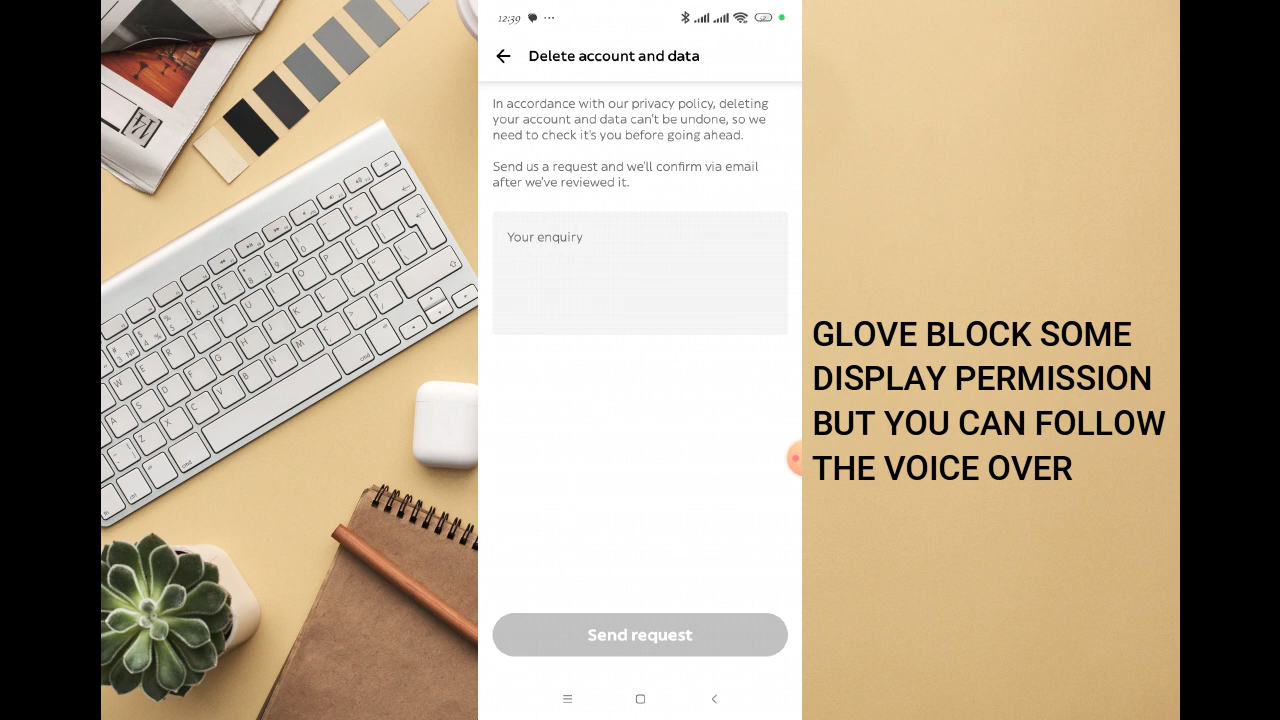 12:39
Delete account and data
In accordance with our privacy policy, deleting
your account and data can't be undone, so we
need to check it's you before going ahead.
Send us a request and we'll confirm via email
after we've reviewed it.
Your enquiry
Send request
GLOVE BLOCK SOME
DISPLAY PERMISSION
BUT YOU CAN FOLLOW
THE VOICE OVER